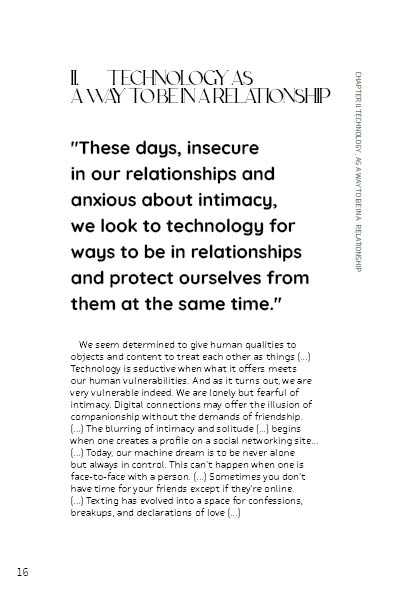 II. TECHNOLOGY AS
A WAY TO BE IN A RELATIONSHIP
"These days, insecure
in our relationships and
anxious about intimacy,
we look to technology for
ways to be in relationships
and protect ourselves from
them at the same time."
We seem determined to give human qualities to
objects and content to treat each other as things (...)
Technology is seductive when what it offers meets
our human vulnerabilities. And as it turns out, we are
very vulnerable indeed. We are lonely but fearful of
intimacy. Digital connections may offer the illusion of
companionship without the demands of friendship.
(...) The blurring of intimacy and solitude (...) begins
when one creates a profile on a social networking site...
(...) Today, our machine dream is to be never alone
but always in control. This can't happen when one is
face-to-face with a person. (...) Sometimes you don't
have time for your friends except if they're online.
(...) Texting has evolved into a space for confessions,
breakups, and declarations of love (...)
CHAPTER II TECHNOLOGY, AS A WAY TO BE IN A RELATIONSHIP
16